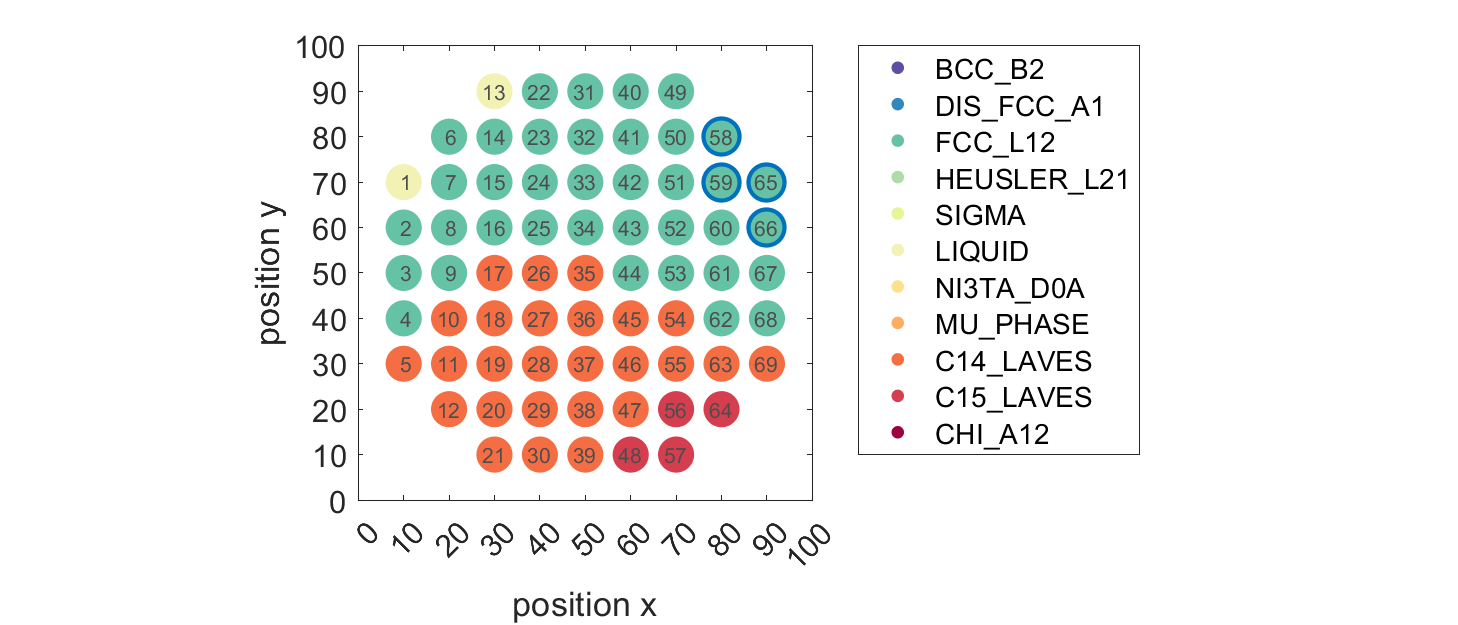 100
90
80
70
60
50
40
30
20
10
0
position y
13 22 31 40 49
6 14 23 32 41 50 58
1 7 15 24 33 42 51 59 65
2 8 16 25 34 43 52 60 66
3 9 17 26 35 44 53 61 67
4 10 18 27 36 45 54 62 68
5 11 19 28 37 46 55 63 69
12 20 29 38 47 56 64
21 30 39 48 57
0 10 20 30 40 50 60 70 80 90 100
position x
BCC_B2
DIS_FCC_A1
FCC_L12
HEUSLER_L21
SIGMA
LIQUID
NI3TA_D0A
MU_PHASE
C14_LAVES
C15_LAVES
CHI_A12